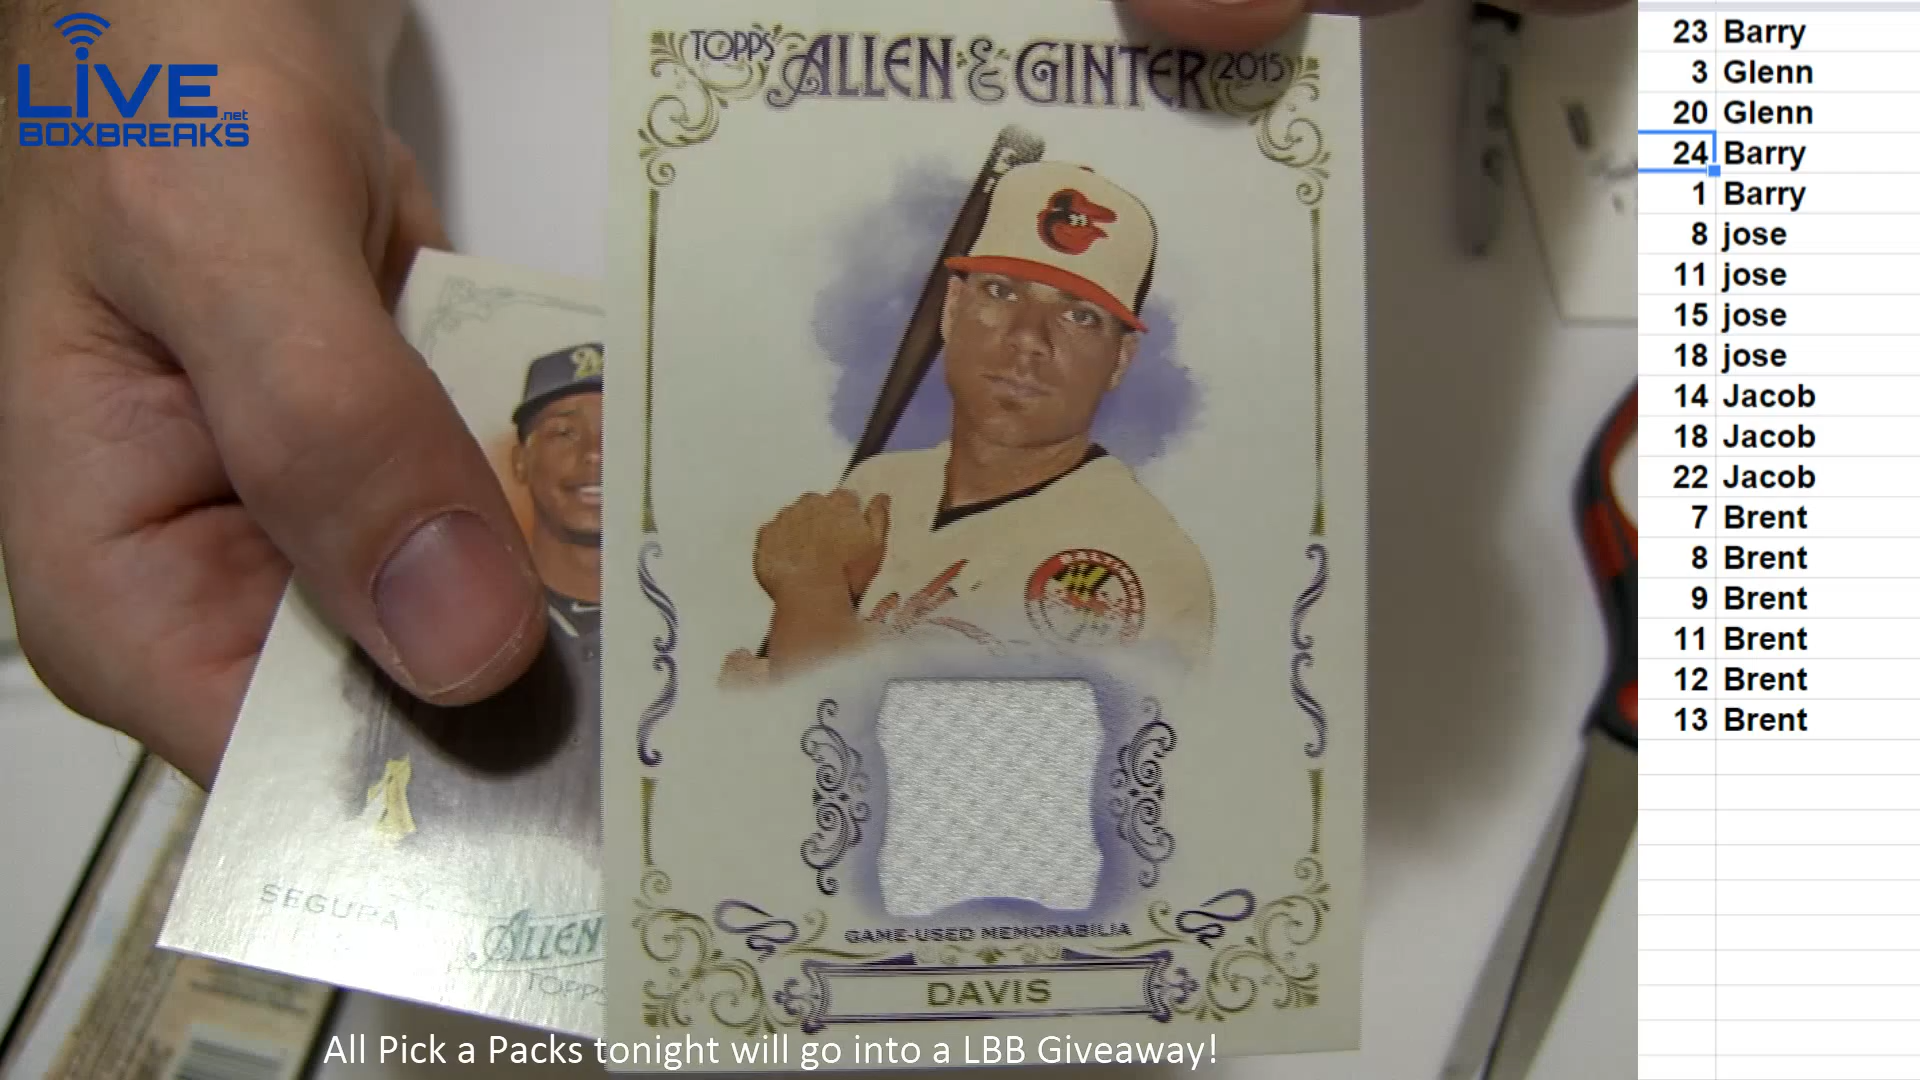 LiVE.net
BOXBREAKS
TOPPS ALLEN & GINTER 2015
GAME-USED MEMORABILIA
DAVIS
SEGURA
ALLEN
TOPPS
All Pick a Packs tonight will go into a LBB Giveaway!
23 Barry
3 Glenn
20 Glenn
24 Barry
1 Barry
8 jose
11 jose
15 jose
18 jose
14 Jacob
18 Jacob
22 Jacob
7 Brent
8 Brent
9 Brent
11 Brent
12 Brent
13 Brent